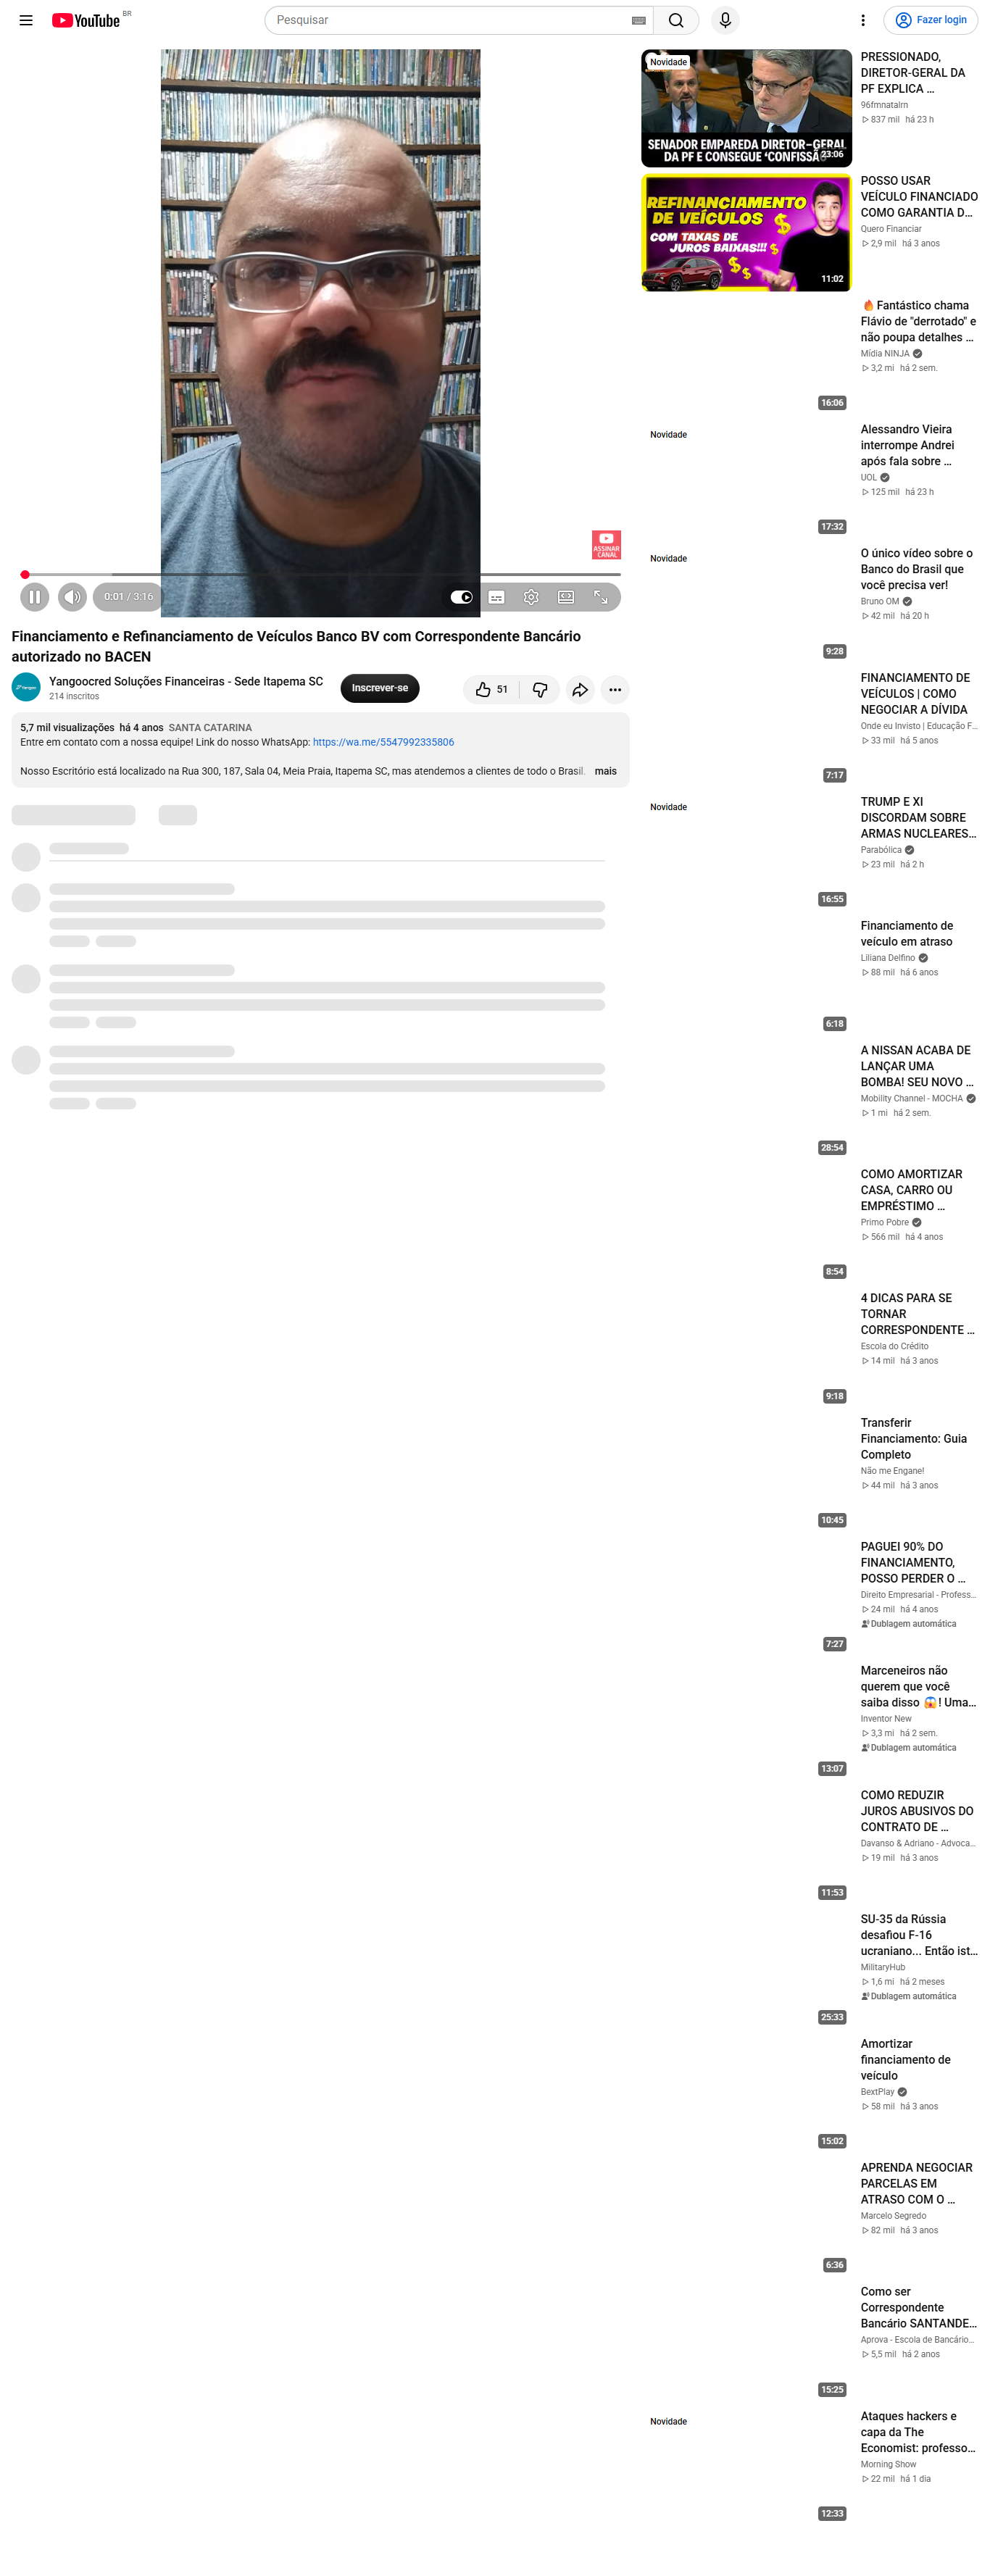 YouTube BR
Pesquisar
Fazer login
ASSINAR
CANAL
0:01 / 3:16
Financiamento e Refinanciamento de Veículos Banco BV com Correspondente Bancário
autorizado no BACEN
Yangoocred Soluções Financeiras - Sede Itapema SC
214 inscritos
Inscrever-se
51
5,7 mil visualizações há 4 anos SANTA CATARINA
Entre em contato com a nossa equipe! Link do nosso WhatsApp: https://wa.me/5547992335806
Nosso Escritório está localizado na Rua 300, 187, Sala 04, Meia Praia, Itapema SC, mas atendemos a clientes de todo o Brasil. mais
Novidade
SENADOR EMPAREDA DIRETOR-GERAL
DA PF E CONSEGUE 'CONFISSÃO'
23:06
PRESSIONADO,
DIRETOR-GERAL DA
PF EXPLICA ...
96fmnatalrn
837 mil há 23 h
REFINANCIAMENTO
DE VEÍCULOS
COM TAXAS DE
JUROS BAIXAS!!!
11:02
POSSO USAR
VEÍCULO FINANCIADO
COMO GARANTIA D...
Quero Financiar
2,9 mil há 3 anos
🔥Fantástico chama
Flávio de "derrotado" e
não poupa detalhes ...
Mídia NINJA
3,2 mi há 2 sem.
16:06
Novidade
Alessandro Vieira
interrompe Andrei
após fala sobre ...
UOL
125 mil há 23 h
17:32
Novidade
O único vídeo sobre o
Banco do Brasil que
você precisa ver!
Bruno OM
42 mil há 20 h
9:28
FINANCIAMENTO DE
VEÍCULOS | COMO
NEGOCIAR A DÍVIDA
Onde eu Invisto | Educação F...
33 mil há 5 anos
7:17
Novidade
TRUMP E XI
DISCORDAM SOBRE
ARMAS NUCLEARES...
Parabólica
23 mil há 2 h
16:55
Financiamento de
veículo em atraso
Liliana Delfino
88 mil há 6 anos
6:18
A NISSAN ACABA DE
LANÇAR UMA
BOMBA! SEU NOVO ...
Mobility Channel - MOCHA
1 mi há 2 sem.
28:54
COMO AMORTIZAR
CASA, CARRO OU
EMPRÉSTIMO ...
Primo Pobre
566 mil há 4 anos
8:54
4 DICAS PARA SE
TORNAR
CORRESPONDENTE ...
Escola do Crédito
14 mil há 3 anos
9:18
Transferir
Financiamento: Guia
Completo
Não me Engane!
44 mil há 3 anos
10:45
PAGUEI 90% DO
FINANCIAMENTO,
POSSO PERDER O ...
Direito Empresarial - Profess...
24 mil há 4 anos
Dublagem automática
7:27
Marceneiros não
querem que você
saiba disso 😱! Uma...
Inventor New
3,3 mi há 2 sem.
Dublagem automática
13:07
COMO REDUZIR
JUROS ABUSIVOS DO
CONTRATO DE ...
Davanso & Adriano - Advoca...
19 mil há 3 anos
11:53
SU-35 da Rússia
desafiou F-16
ucraniano... Então ist...
MilitaryHub
1,6 mi há 2 meses
Dublagem automática
25:33
Amortizar
financiamento de
veículo
BextPlay
58 mil há 3 anos
15:02
APRENDA NEGOCIAR
PARCELAS EM
ATRASO COM O ...
Marcelo Segredo
82 mil há 3 anos
6:36
Como ser
Correspondente
Bancário SANTANDE...
Aprova - Escola de Bancário...
5,5 mil há 2 anos
15:25
Novidade
Ataques hackers e
capa da The
Economist: professo...
Morning Show
22 mil há 1 dia
12:33